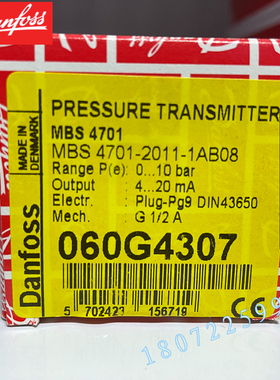 Danfoss
PRESSURE TRANSMITTER
MBS 4701
MBS 4701-2011-1AB08
Range P(e) : 0...10 bar
Output : 4...20 mA
Electr. : Plug-Pg9 DIN43650
Mech. : G 1/2 A
060G4307
MADE IN
DENMARK
Danfoss
5 702423 156718
CE